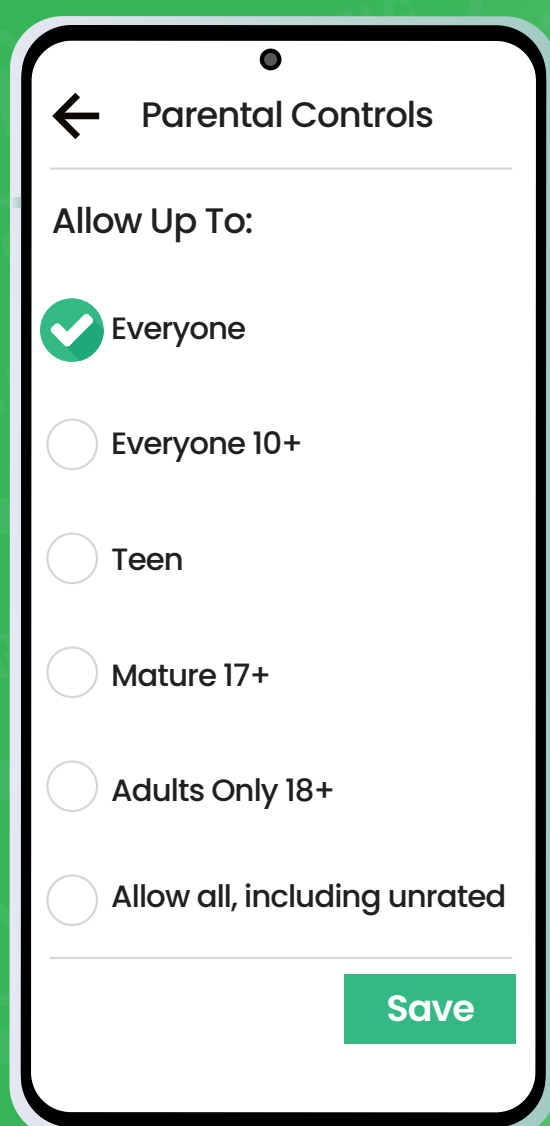 Parental Controls
Allow Up To:
Everyone
Everyone 10+
Teen
Mature 17+
Adults Only 18+
Allow all, including unrated
Save